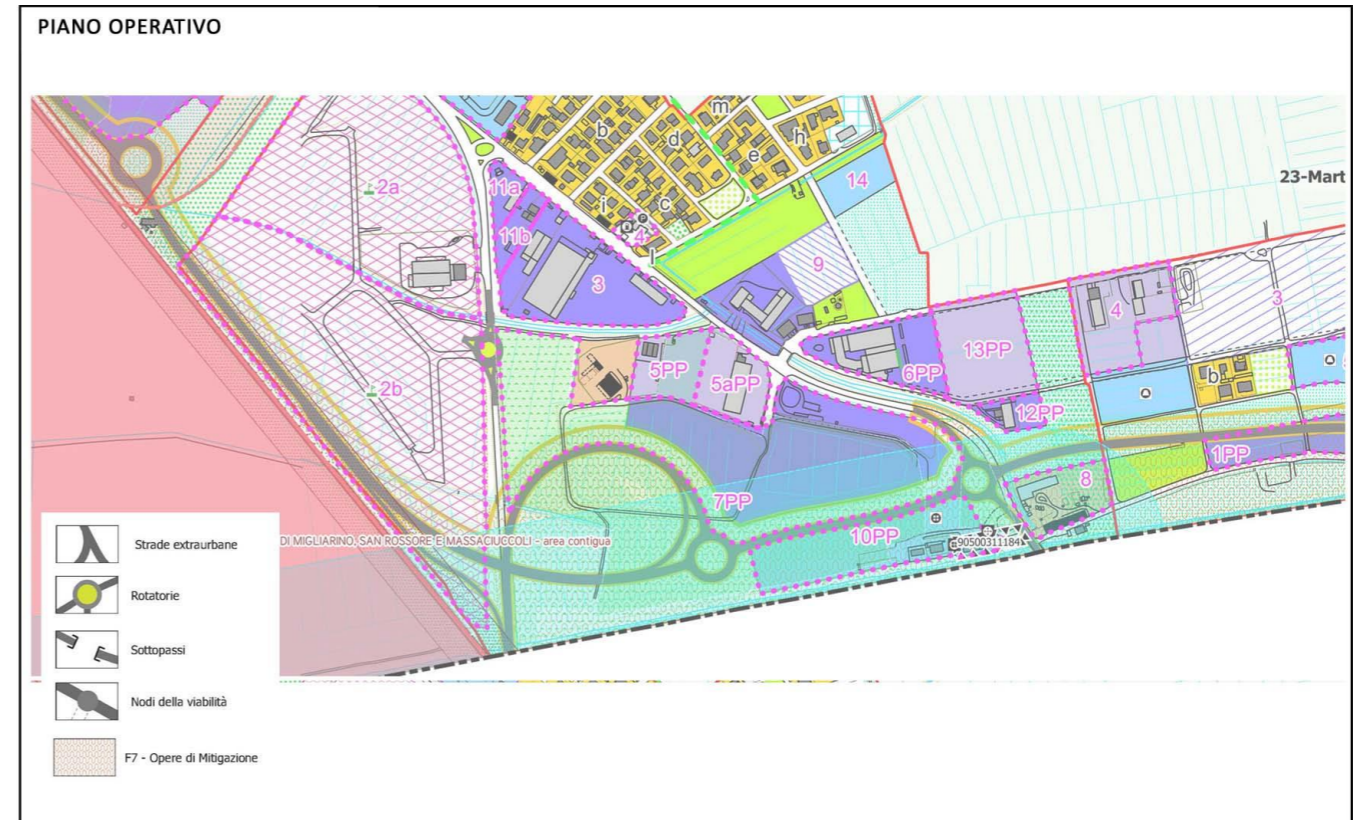 PIANO OPERATIVO
m
b
d
h
e
2a
11a
14
23-Mart
i
c
11b
4
l
9
3
3
4
13PP
5PP
6PP
5aPP
b
2b
12PP
1PP
8
7PP
10PP
90500311184
DI MIGLIARINO, SAN ROSSORE E MASSACIUCCOLI - area contigua
Strade extraurbane
Rotatorie
Sottopassi
Nodi della viabilità
F7 - Opere di Mitigazione